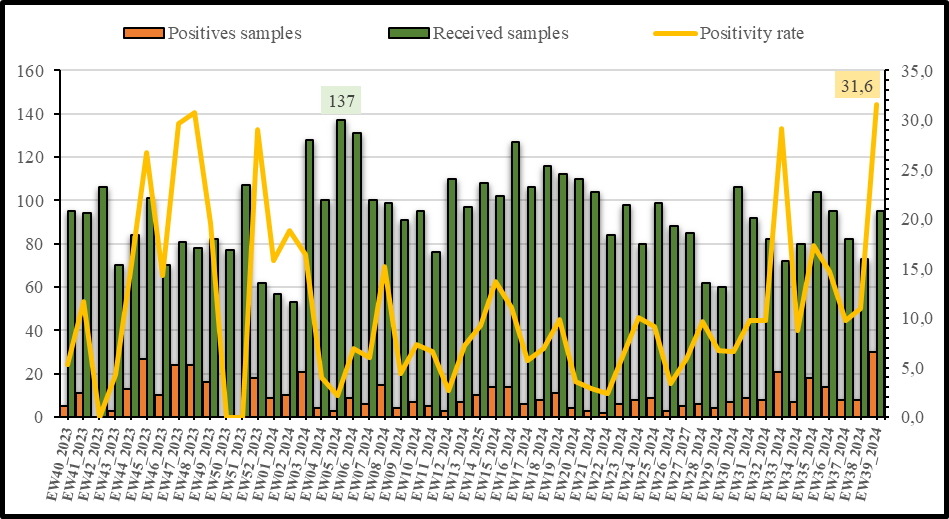 Positives samples Received samples Positivity rate
160 35,0
31,6
137
140 30,0
120 25,0
100 20,0
80 15,0
60
40 10,0
20 5,0
0 0,0
EW40_2023
EW41_2023
EW42_2023
EW43_2023
EW44_2023
EW45_2023
EW46_2023
EW47_2023
EW48_2023
EW49_2023
EW50_2023
EW51_2023
EW52_2023
EW01_2024
EW02_2024
EW03_2024
EW04_2024
EW05_2024
EW06_2024
EW07_2024
EW08_2024
EW09_2024
EW10_2024
EW11_2024
EW12_2024
EW13_2024
EW14_2025
EW15_2024
EW16_2024
EW17_2024
EW18_2024
EW19_2024
EW20_2024
EW21_2024
EW22_2024
EW23_2024
EW24_2024
EW25_2024
EW26_2024
EW27_2027
EW28_2024
EW29_2024
EW30_2024
EW31_2024
EW32_2024
EW33_2024
EW34_2024
EW35_2024
EW36_2024
EW37_2024
EW38_2024
EW39_2024